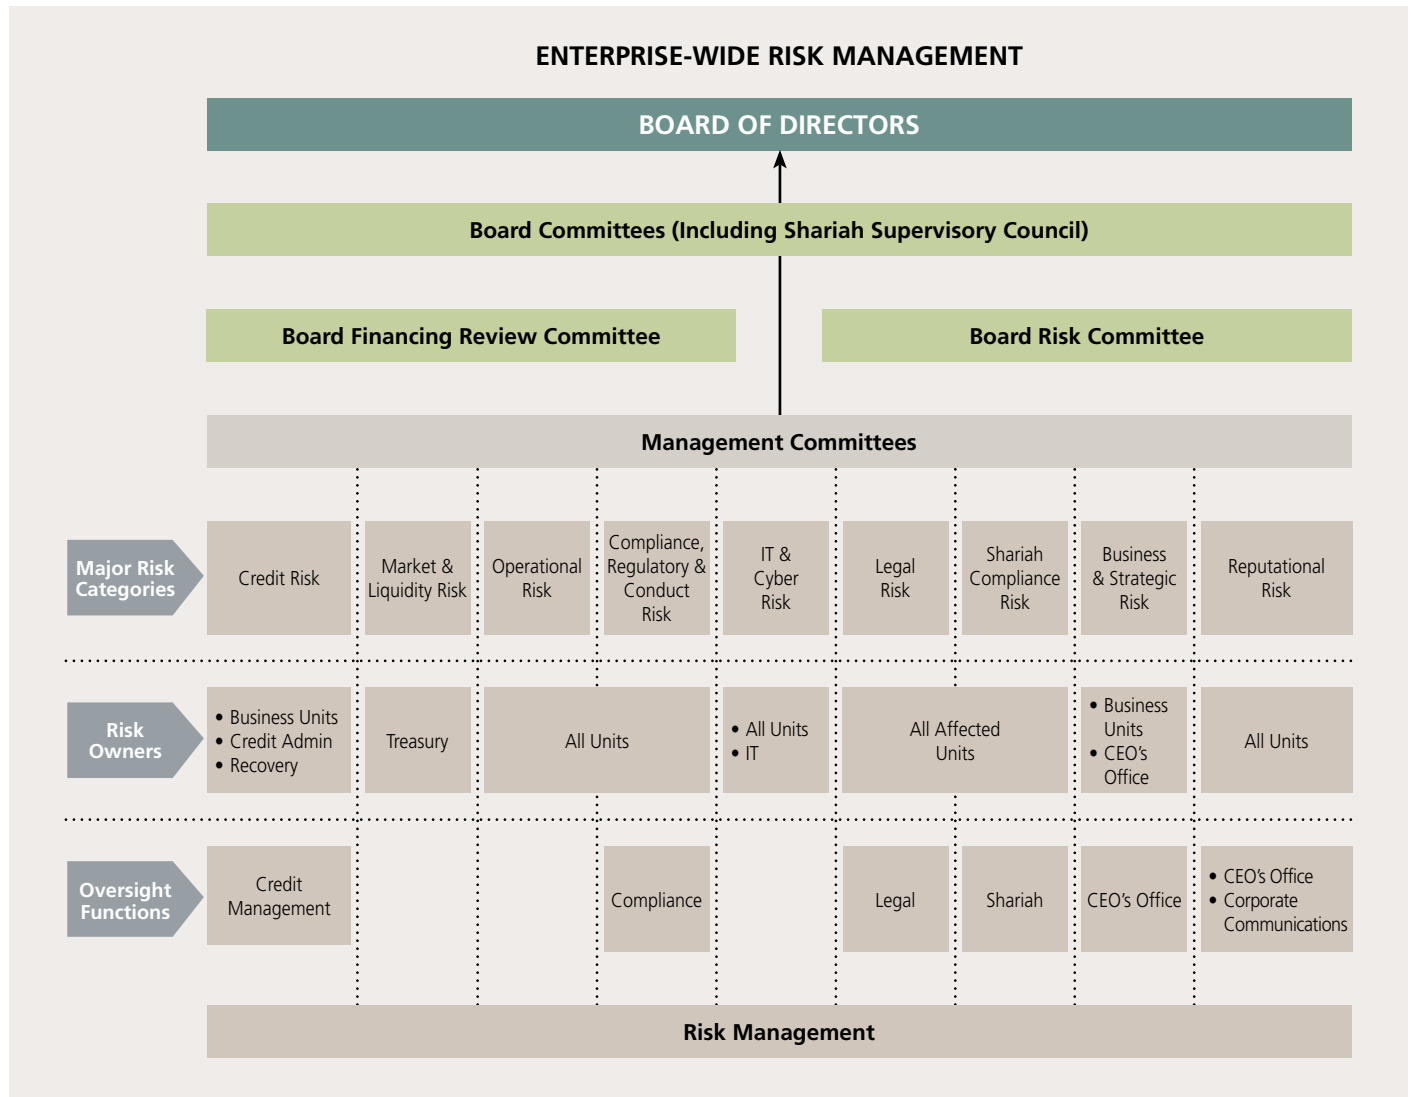 ENTERPRISE-WIDE RISK MANAGEMENT
BOARD OF DIRECTORS
Board Committees (Including Shariah Supervisory Council)
Board Financing Review Committee
Board Risk Committee
Management Committees
Major Risk
Categories
Credit Risk
Market &
Liquidity Risk
Operational
Risk
Compliance,
Regulatory &
Conduct
Risk
IT &
Cyber
Risk
Legal
Risk
Shariah
Compliance
Risk
Business
& Strategic
Risk
Reputational
Risk
Risk
Owners
• Business Units
• Credit Admin
• Recovery
Treasury
All Units
• All Units
• IT
All Affected
Units
• Business
Units
• CEO’s
Office
All Units
Oversight
Functions
Credit
Management
Compliance
Legal
Shariah
CEO’s Office
• CEO’s Office
• Corporate
Communications
Risk Management